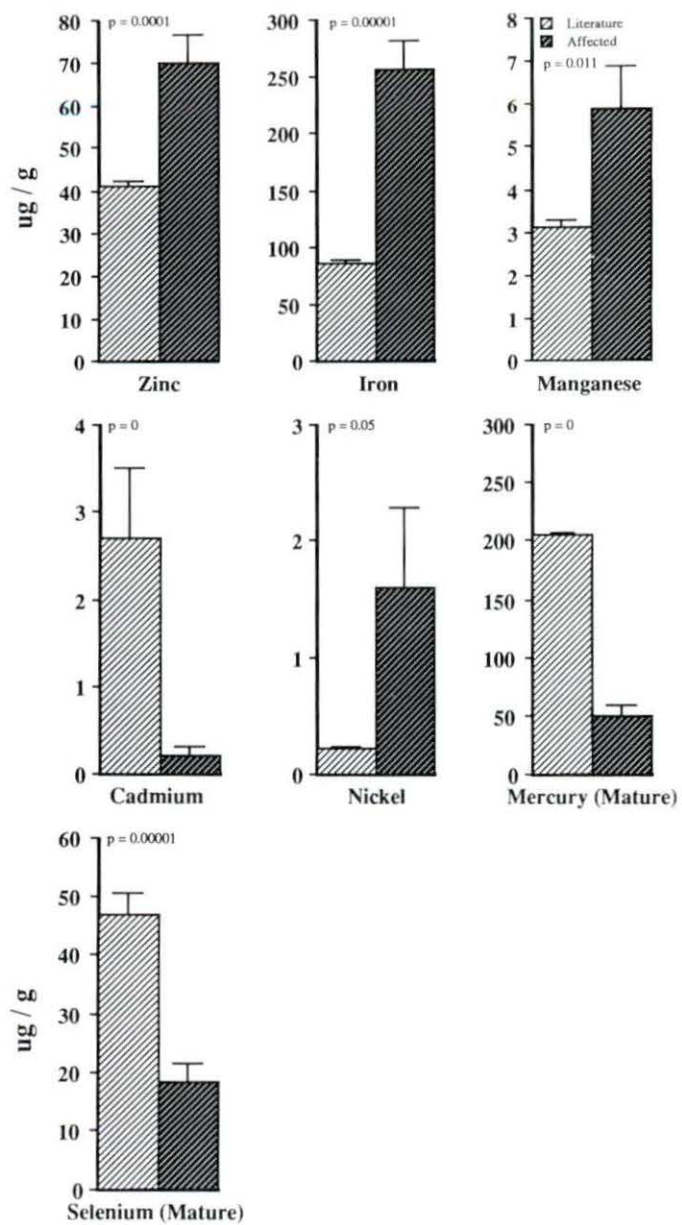 80
p = 0.0001
70
60
50
40
30
20
10
0
ug / g
Zinc
300
p = 0.00001
250
200
150
100
50
0
Iron
8
Literature
Affected
7
p = 0.011
6
5
4
3
2
1
0
Manganese
4
p = 0
3
2
1
0
Cadmium
3
p = 0.05
2
1
0
Nickel
300
p = 0
250
200
150
100
50
0
Mercury (Mature)
60
p = 0.00001
50
40
30
20
10
0
ug / g
Selenium (Mature)